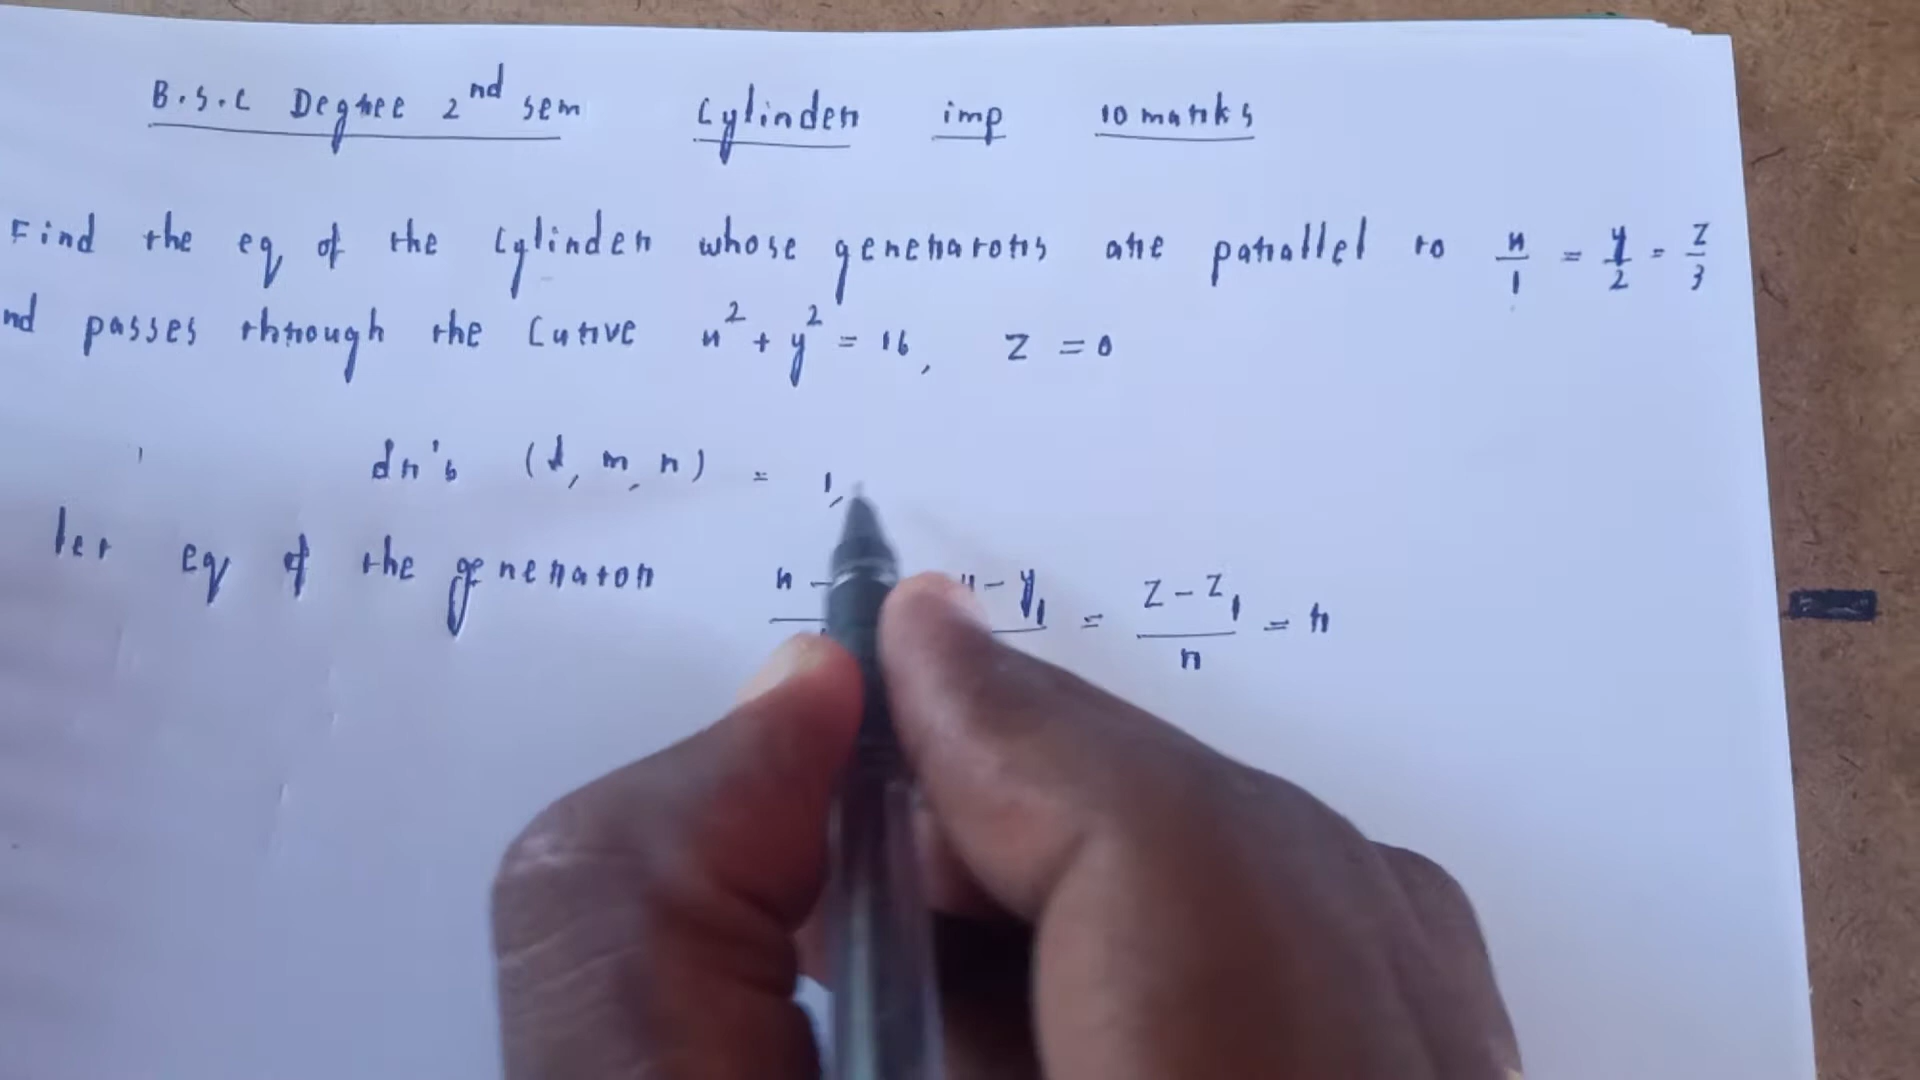 B.S.C Degree 2nd sem Cylinder imp 10 marks
Find the eq of the cylinder whose generators are parallel to x/1 = y/2 = z/3
nd passes through the curve x² + y² = 16, z = 0
dr's (l, m, n) = 1,
let eq of the generator x - y - y₁ = z - z₁ / n = r